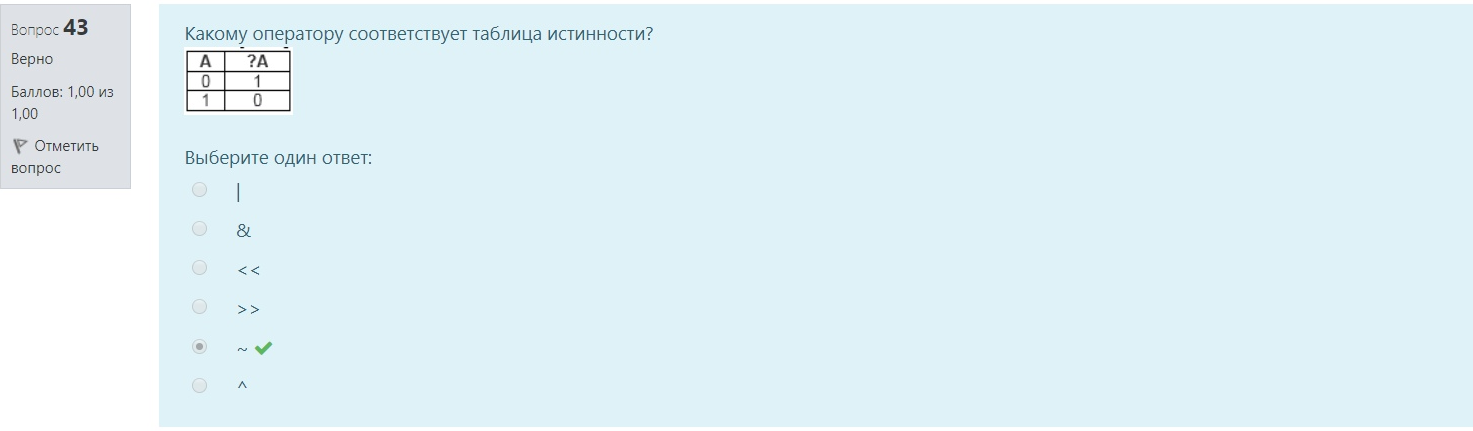 Вопрос 43
Верно
Баллов: 1,00 из
1,00
Отметить
вопрос
Какому оператору соответствует таблица истинности?
A ?A
0 1
1 0
Выберите один ответ:
|
&
<<
>>
~
^